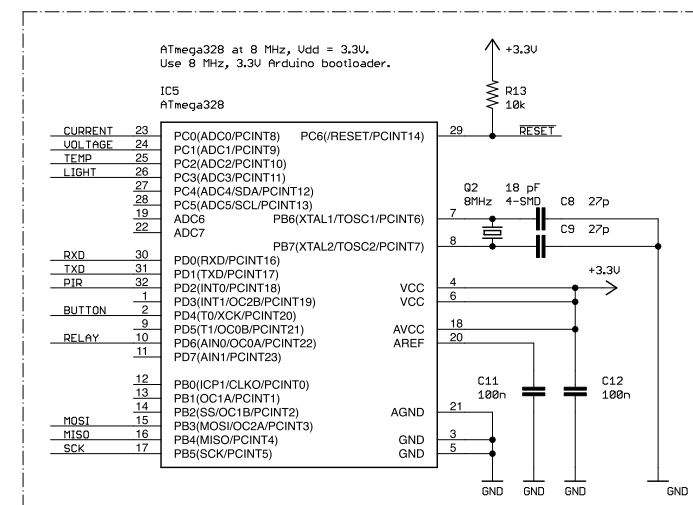 ATmega328 at 8 MHz, Vdd = 3.3V.
Use 8 MHz, 3.3V Arduino bootloader.
+3.3V
IC5
ATmega328
R13
10k
CURRENT 23 PC0(ADC0/PCINT8) PC6(/RESET/PCINT14) 29 RESET
VOLTAGE 24 PC1(ADC1/PCINT9)
TEMP 25 PC2(ADC2/PCINT10)
LIGHT 26 PC3(ADC3/PCINT11)
27 PC4(ADC4/SDA/PCINT12)
28 PC5(ADC5/SCL/PCINT13)
Q2 18 pF
8MHz 4-SMD C8 27p
19 ADC6 PB6(XTAL1/TOSC1/PCINT6) 7
22 ADC7
C9 27p
PB7(XTAL2/TOSC2/PCINT7) 8
RXD 30 PD0(RXD/PCINT16)
TXD 31 PD1(TXD/PCINT17)
+3.3V
PIR 32 PD2(INT0/PCINT18) VCC 4
1 PD3(INT1/OC2B/PCINT19) VCC 6
BUTTON 2 PD4(T0/XCK/PCINT20)
9 PD5(T1/OC0B/PCINT21) AVCC 18
RELAY 10 PD6(AIN0/OC0A/PCINT22) AREF 20
11 PD7(AIN1/PCINT23)
C11
100n
C12
100n
12 PB0(ICP1/CLKO/PCINT0)
13 PB1(OC1A/PCINT1)
14 PB2(SS/OC1B/PCINT2) AGND 21
MOSI 15 PB3(MOSI/OC2A/PCINT3)
MISO 16 PB4(MISO/PCINT4) GND 3
SCK 17 PB5(SCK/PCINT5) GND 5
GND GND GND GND